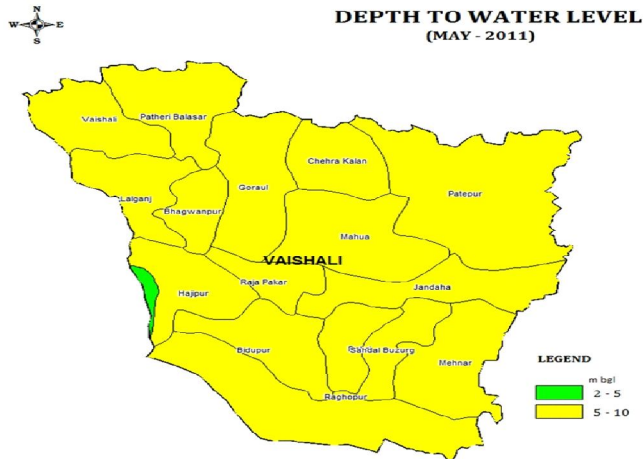 DEPTH TO WATER LEVEL
(MAY - 2011)
N
W E
S
Vaishali
Patheri Balasar
Chehra Kalan
Goraul
Patepur
Lalganj
Bhagwanpur
Mahua
VAISHALI
Raja Pakar
Jandaha
Hajipur
Bidupur
Sahdai Buzurg
Mehnar
Raghopur
LEGEND
m bgl
2 - 5
5 - 10